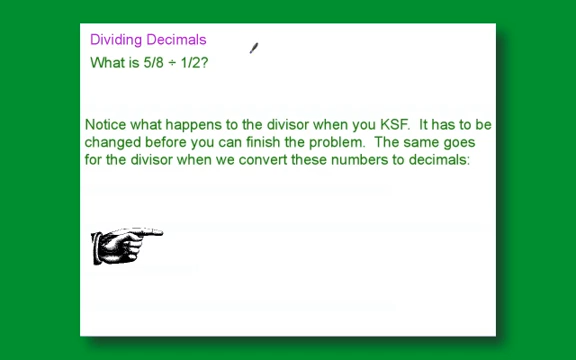 Dividing Decimals
What is 5/8 ÷ 1/2?
Notice what happens to the divisor when you KSF. It has to be
changed before you can finish the problem. The same goes
for the divisor when we convert these numbers to decimals: